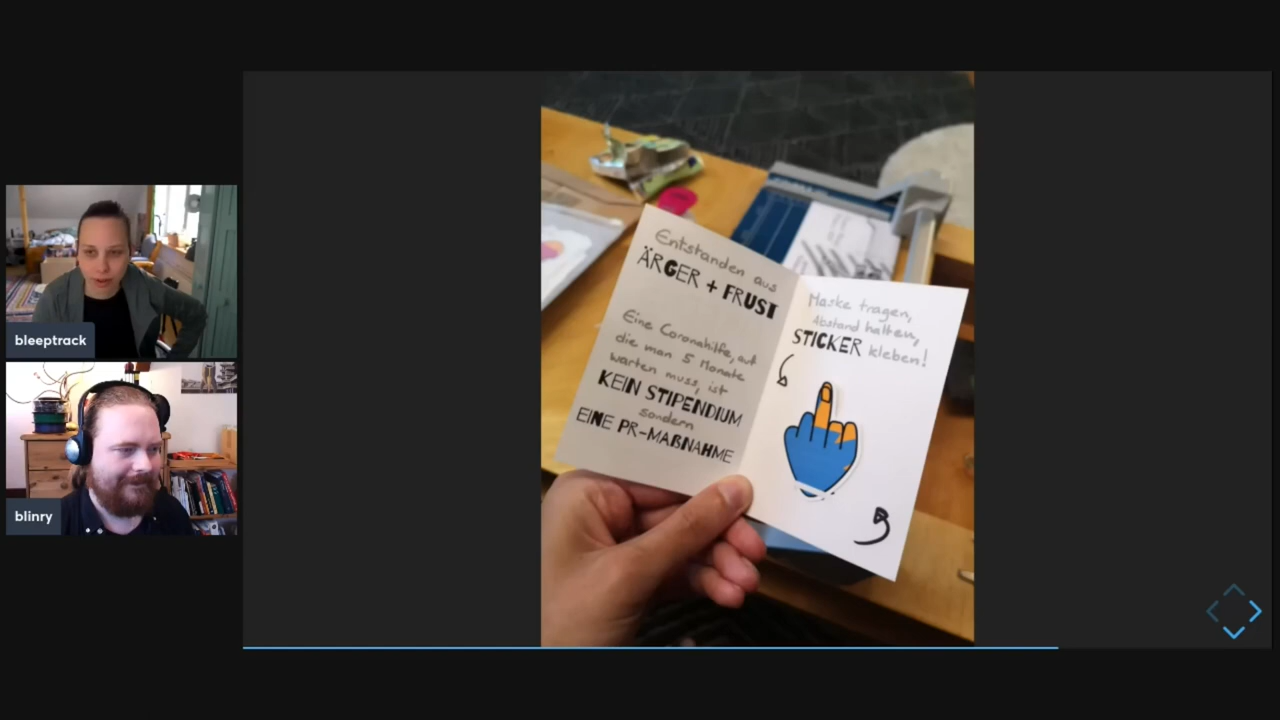 bleeptrack
blinry
Entstanden aus
ÄRGER + FRUST
Eine Coronahilfe, auf
die man 5 Monate
warten muss, ist
KEIN STIPENDIUM
sondern
EINE PR-MAßNAHME
Maske tragen,
Abstand halten,
STICKER kleben!